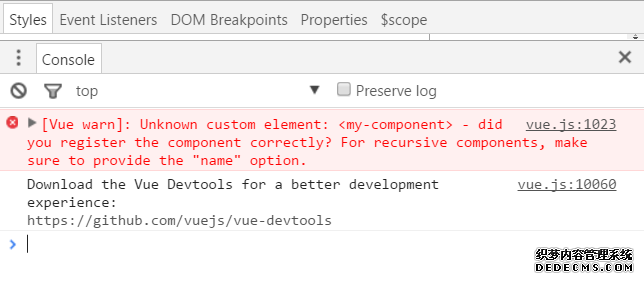 Styles Event Listeners DOM Breakpoints Properties $scope
Console
top Preserve log
[Vue warn]: Unknown custom element: <my-component> - did vue.js:1023
you register the component correctly? For recursive components, make
sure to provide the "name" option.
Download the Vue Devtools for a better development vue.js:10060
experience:
https://github.com/vuejs/vue-devtools
织梦内容管理系统
DEDECMS.COM